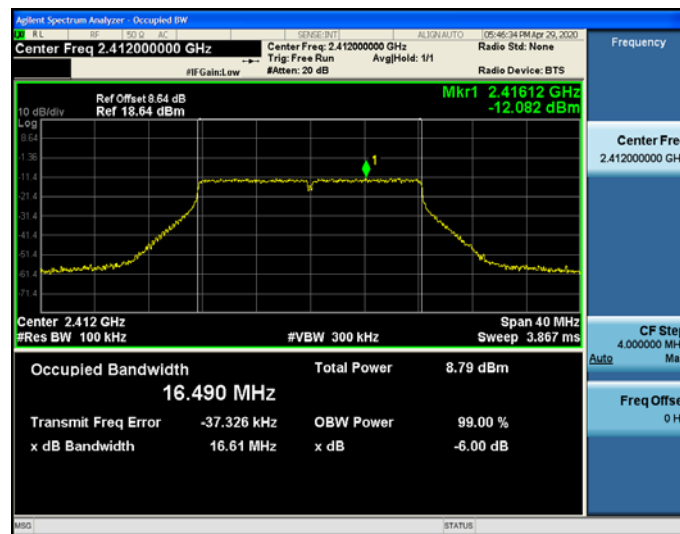 Agilent Spectrum Analyzer - Occupied BW
RL RF 50 Ω AC SENSE:INT ALIGN AUTO 05:46:34 PM Apr 29, 2020
Center Freq 2.412000000 GHz
Center Freq: 2.412000000 GHz
Radio Std: None
Trig: Free Run Avg|Hold: 1/1
#IFGain:Low
#Atten: 20 dB
Radio Device: BTS
Frequency
Ref Offset 8.64 dB
Ref 18.64 dBm
Mkr1 2.41612 GHz
-12.082 dBm
10 dB/div
Log
8.64
-1.36
-11.4
-21.4
-31.4
-41.4
-51.4
-61.4
-71.4
1
Center 2.412 GHz
Span 40 MHz
#Res BW 100 kHz
#VBW 300 kHz
Sweep 3.867 ms
Occupied Bandwidth
16.490 MHz
Total Power 8.79 dBm
Transmit Freq Error -37.326 kHz
OBW Power 99.00 %
x dB Bandwidth 16.61 MHz
x dB -6.00 dB
Center Fre
2.412000000 GH
CF Ste
4.000000 MH
Auto Ma
Freq Offse
0 H
MSG
STATUS